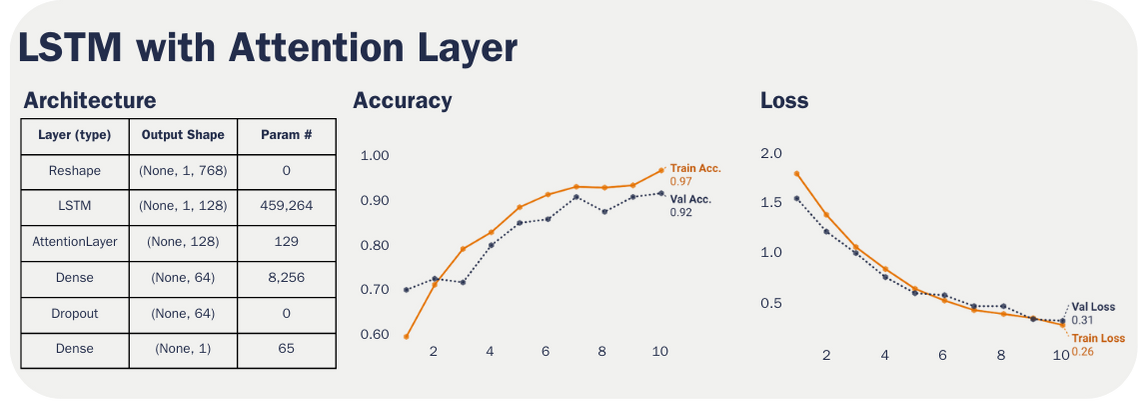 LSTM with Attention Layer
Architecture
Layer (type) Output Shape Param #
Reshape (None, 1, 768) 0
LSTM (None, 1, 128) 459,264
AttentionLayer (None, 128) 129
Dense (None, 64) 8,256
Dropout (None, 64) 0
Dense (None, 1) 65
Accuracy
1.00
0.90
0.80
0.70
0.60
2 4 6 8 10
Train Acc.
0.97
Val Acc.
0.92
Loss
2.0
1.5
1.0
0.5
2 4 6 8 10
Val Loss
0.31
Train Loss
0.26